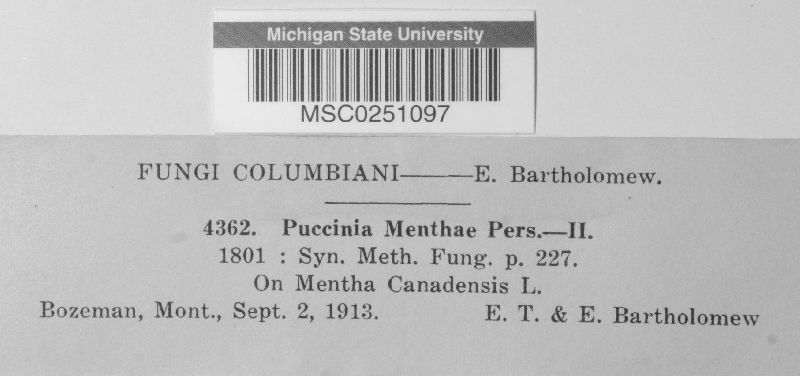 Michigan State University
MSC0251097
FUNGI COLUMBIANI———E. Bartholomew.
4362. Puccinia Menthae Pers.—II.
1801 : Syn. Meth. Fung. p. 227.
On Mentha Canadensis L.
Bozeman, Mont., Sept. 2, 1913. E. T. & E. Bartholomew